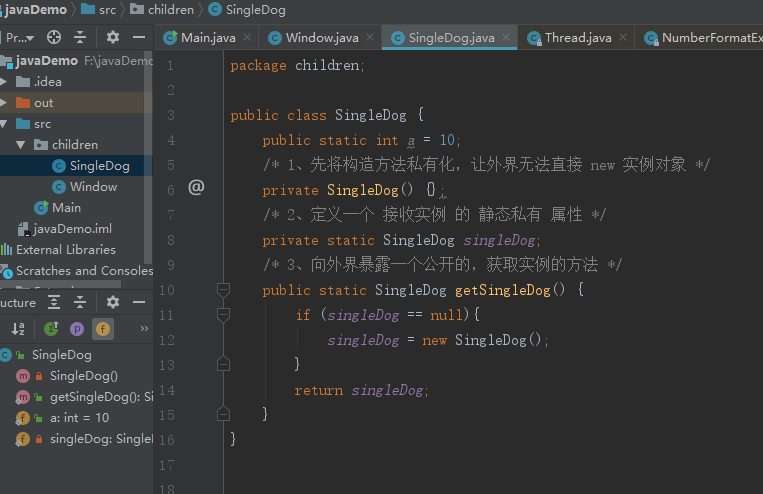 javaDemo src children SingleDog
Pr...
Main.java Window.java SingleDog.java Thread.java NumberFormatEx
javaDemo F:\javaDemo
.idea
out
src
children
SingleDog
Window
Main
javaDemo.iml
External Libraries
Scratches and Consoles
ucture
SingleDog
SingleDog()
getSingleDog(): Si
a: int = 10
singleDog: SingleD
1 package children;
2
3 public class SingleDog {
4 public static int a = 10;
5 /* 1、先将构造方法私有化，让外界无法直接 new 实例对象 */
6 @ private SingleDog() {};
7 /* 2、定义一个 接收实例 的 静态私有 属性 */
8 private static SingleDog singleDog;
9 /* 3、向外界暴露一个公开的，获取实例的方法 */
10 public static SingleDog getSingleDog() {
11 if (singleDog == null){
12 singleDog = new SingleDog();
13 }
14 return singleDog;
15 }
16 }
17
18